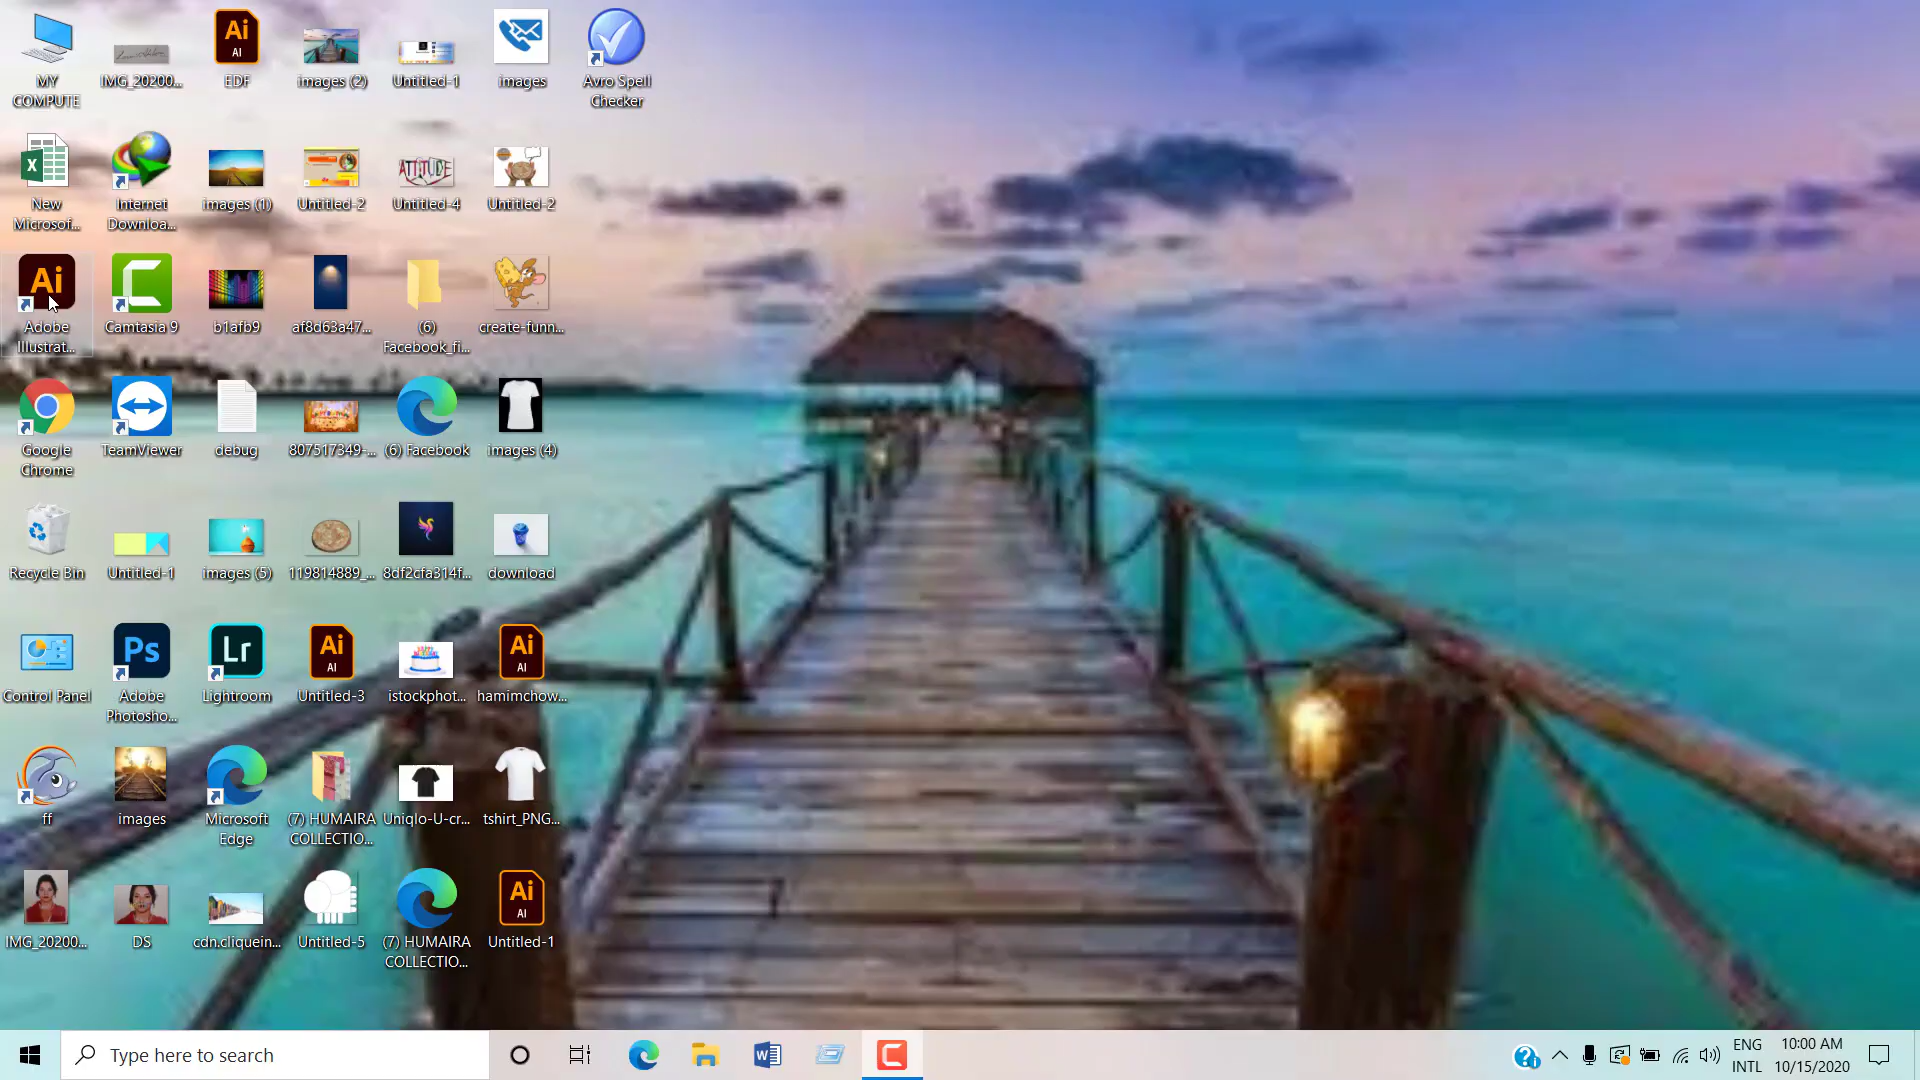 MY
COMPUTE
IMG_20200...
Ai
AI
EDF
images (2)
Untitled-1
images
Avro Spell
Checker
New
Microsof...
Internet
Downloa...
images (1)
Untitled-2
ATTITUDE
Untitled-4
Untitled-2
Ai
Adobe
Illustrat...
Camtasia 9
b1afb9
af8d63a47...
(6)
Facebook_fi...
create-funn...
Google
Chrome
TeamViewer
debug
807517349-...
(6) Facebook
images (4)
Recycle Bin
Untitled-1
images (5)
119814889_...
8df2cfa314f...
download
Control Panel
Ps
Adobe
Photosho...
Lr
Lightroom
Ai
AI
Untitled-3
istockphot...
Ai
AI
hamimchow...
ff
images
Microsoft
Edge
(7) HUMAIRA
COLLECTIO...
Uniqlo-U-cr...
tshirt_PNG...
IMG_20200...
DS
cdn.cliquein...
Untitled-5
(7) HUMAIRA
COLLECTIO...
Ai
AI
Untitled-1
Type here to search
ENG
INTL
10:00 AM
10/15/2020